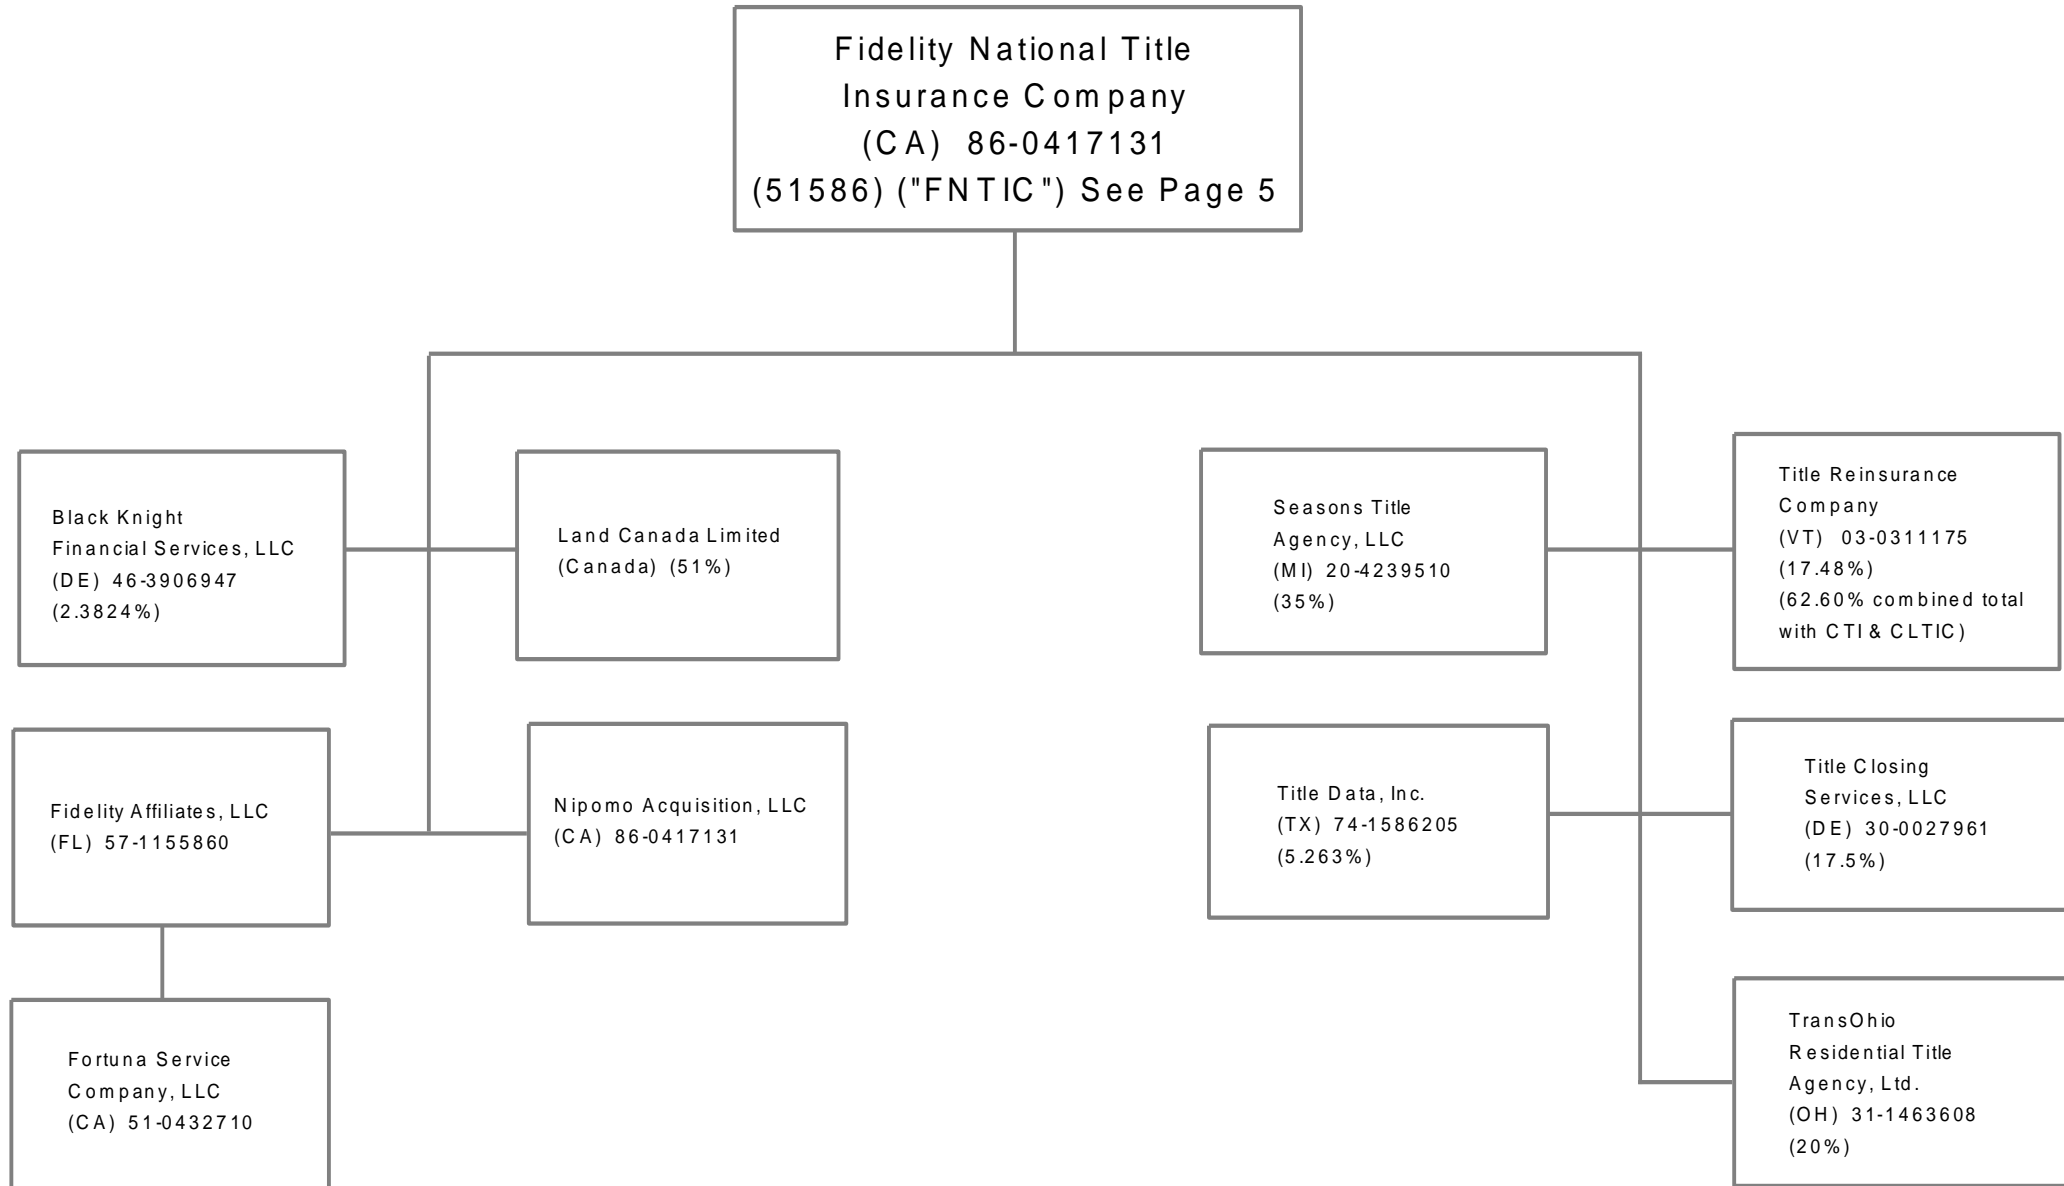 Fidelity National Title
Insurance Company
(CA) 86-0417131
(51586) ("FNTIC") See Page 5
Black Knight
Financial Services, LLC
(DE) 46-3906947
(2.3824%)
Land Canada Limited
(Canada) (51%)
Seasons Title
Agency, LLC
(MI) 20-4239510
(35%)
Title Reinsurance
Company
(VT) 03-0311175
(17.48%)
(62.60% combined total
with CTI & CLTIC)
Fidelity Affiliates, LLC
(FL) 57-1155860
Nipomo Acquisition, LLC
(CA) 86-0417131
Title Data, Inc.
(TX) 74-1586205
(5.263%)
Title Closing
Services, LLC
(DE) 30-0027961
(17.5%)
Fortuna Service
Company, LLC
(CA) 51-0432710
TransOhio
Residential Title
Agency, Ltd.
(OH) 31-1463608
(20%)